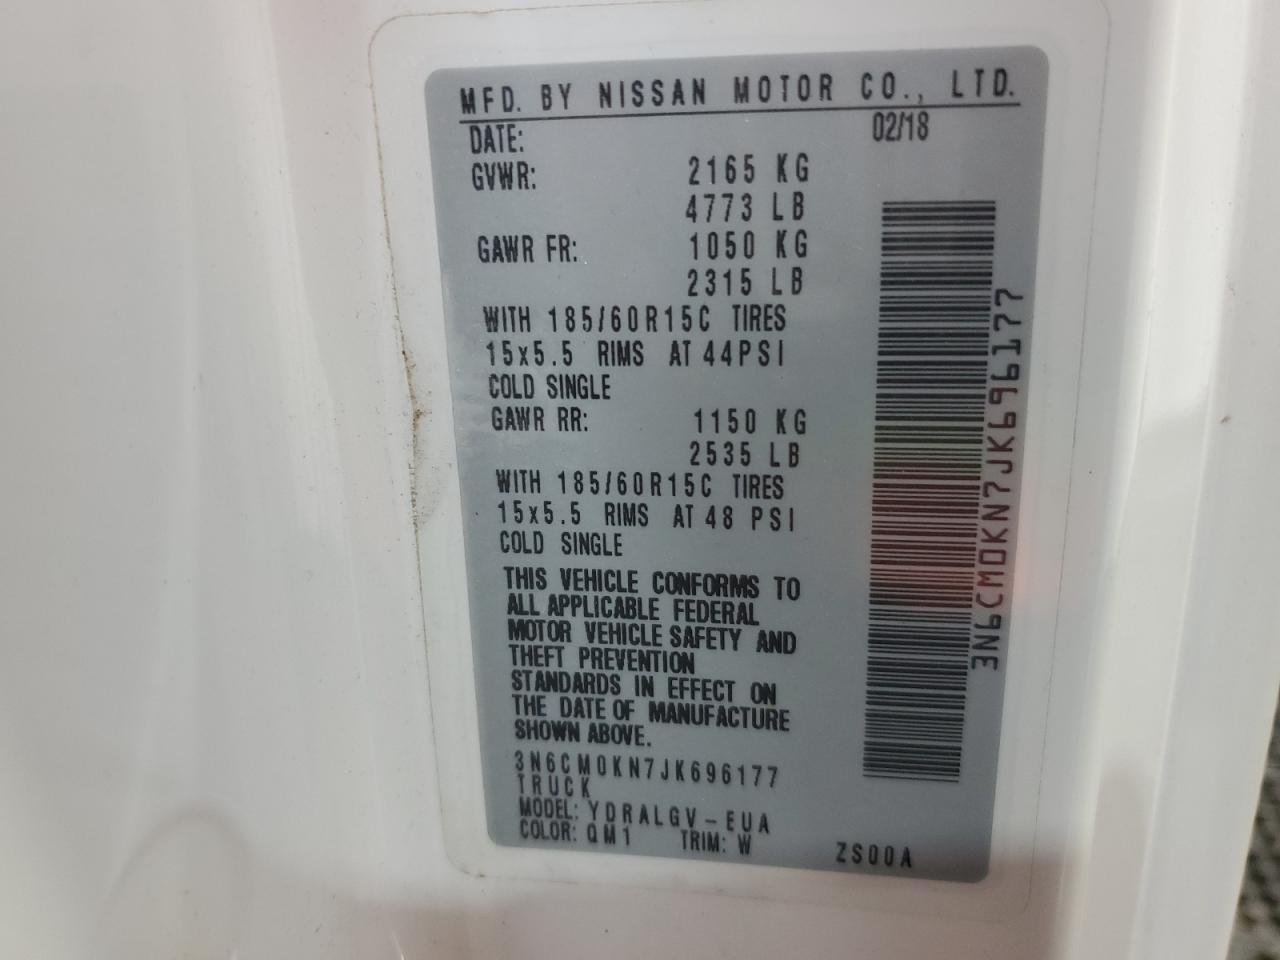 MFD. BY NISSAN MOTOR CO., LTD.
DATE: 02/18
GVWR: 2165 KG
4773 LB
GAWR FR: 1050 KG
2315 LB
WITH 185/60R15C TIRES
15x5.5 RIMS AT 44PSI
COLD SINGLE
GAWR RR: 1150 KG
2535 LB
WITH 185/60R15C TIRES
15x5.5 RIMS AT 48 PSI
COLD SINGLE
THIS VEHICLE CONFORMS TO
ALL APPLICABLE FEDERAL
MOTOR VEHICLE SAFETY AND
THEFT PREVENTION
STANDARDS IN EFFECT ON
THE DATE OF MANUFACTURE
SHOWN ABOVE.
3N6CM0KN7JK696177
TRUCK
MODEL: YDRALGV-EUA
COLOR: QM1 TRIM: W ZS00A
3N6CM0KN7JK696177